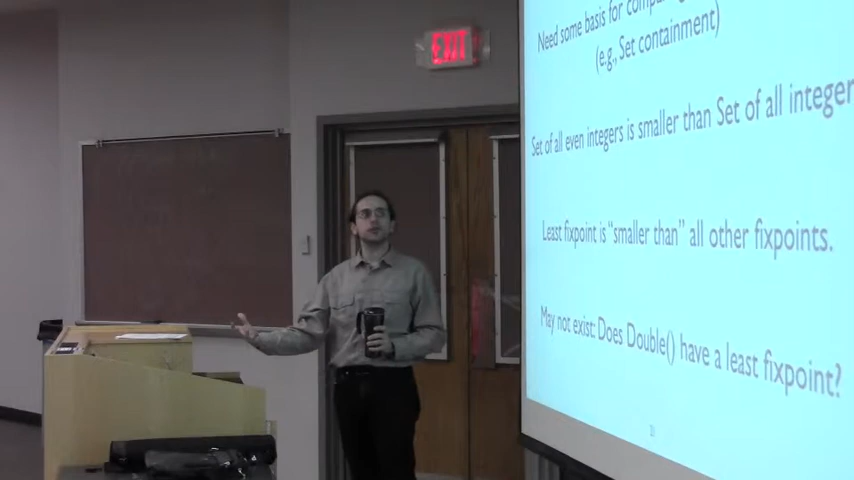 EXIT
Need some basis for
(e.g., Set containment)
Set of all even integers is smaller than Set of all integer
Least fixpoint is "smaller than" all other fixpoints.
May not exist: Does Double() have a least fixpoint?